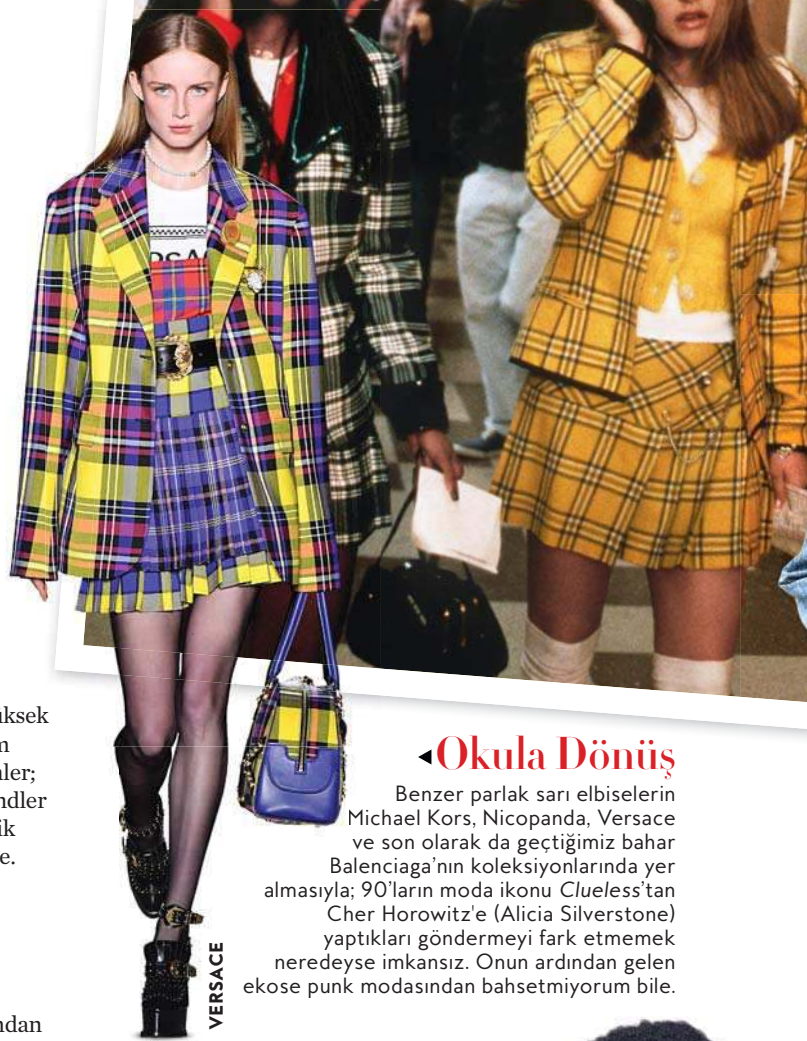 Okula Dönüş
Benzer parlak sarı elbiselerin
Michael Kors, Nicopanda, Versace
ve son olarak da geçtiğimiz bahar
Balenciaga’nın koleksiyonlarında yer
almasıyla; 90’ların moda ikonu Clueless’tan
Cher Horowitz'e (Alicia Silverstone)
yaptıkları göndermeyi fark etmemek
neredeyse imkansız. Onun ardından gelen
ekose punk modasından bahsetmiyorum bile.
VERSACE